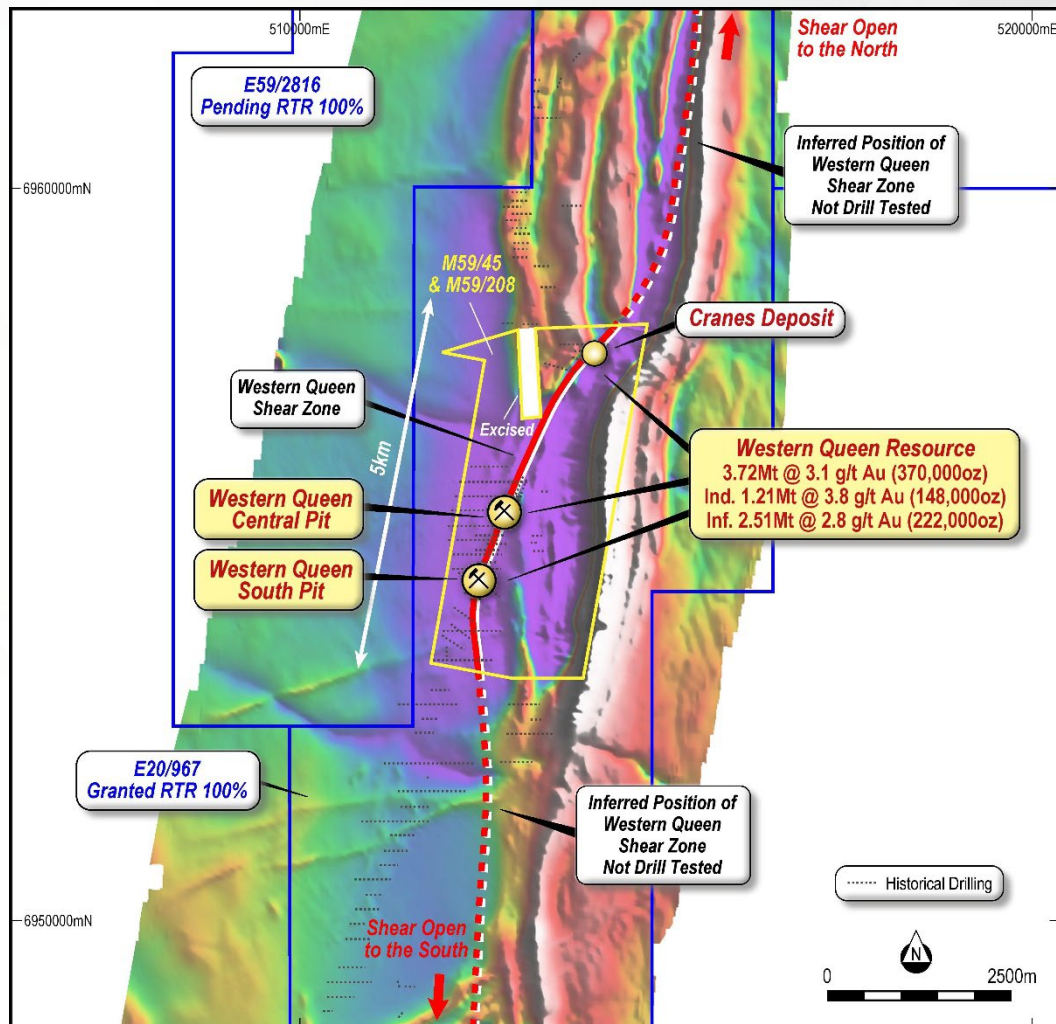 510000mE
520000mE
Shear Open
to the North
E59/2816
Pending RTR 100%
Inferred Position of
Western Queen
Shear Zone
Not Drill Tested
6960000mN
M59/45
& M59/208
Cranes Deposit
Western Queen
Shear Zone
5km
Excised
Western Queen Resource
3.72Mt @ 3.1 g/t Au (370,000oz)
Ind. 1.21Mt @ 3.8 g/t Au (148,000oz)
Inf. 2.51Mt @ 2.8 g/t Au (222,000oz)
Western Queen
Central Pit
Western Queen
South Pit
E20/967
Granted RTR 100%
Inferred Position of
Western Queen
Shear Zone
Not Drill Tested
Historical Drilling
6950000mN
Shear Open
to the South
N
0 2500m